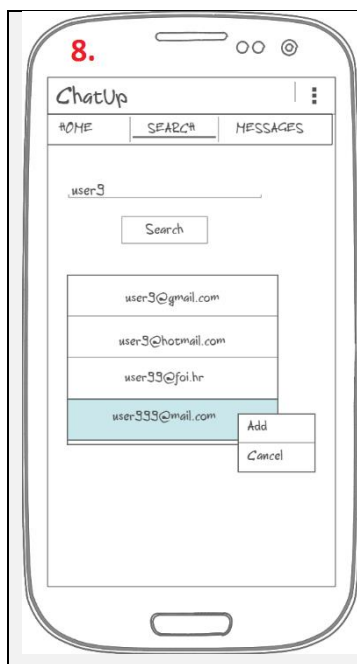 8.
ChatUp
HOME SEARCH MESSAGES
user9
Search
user9@gmail.com
user9@hotmail.com
user99@foi.hr
user999@mail.com
Add
Cancel